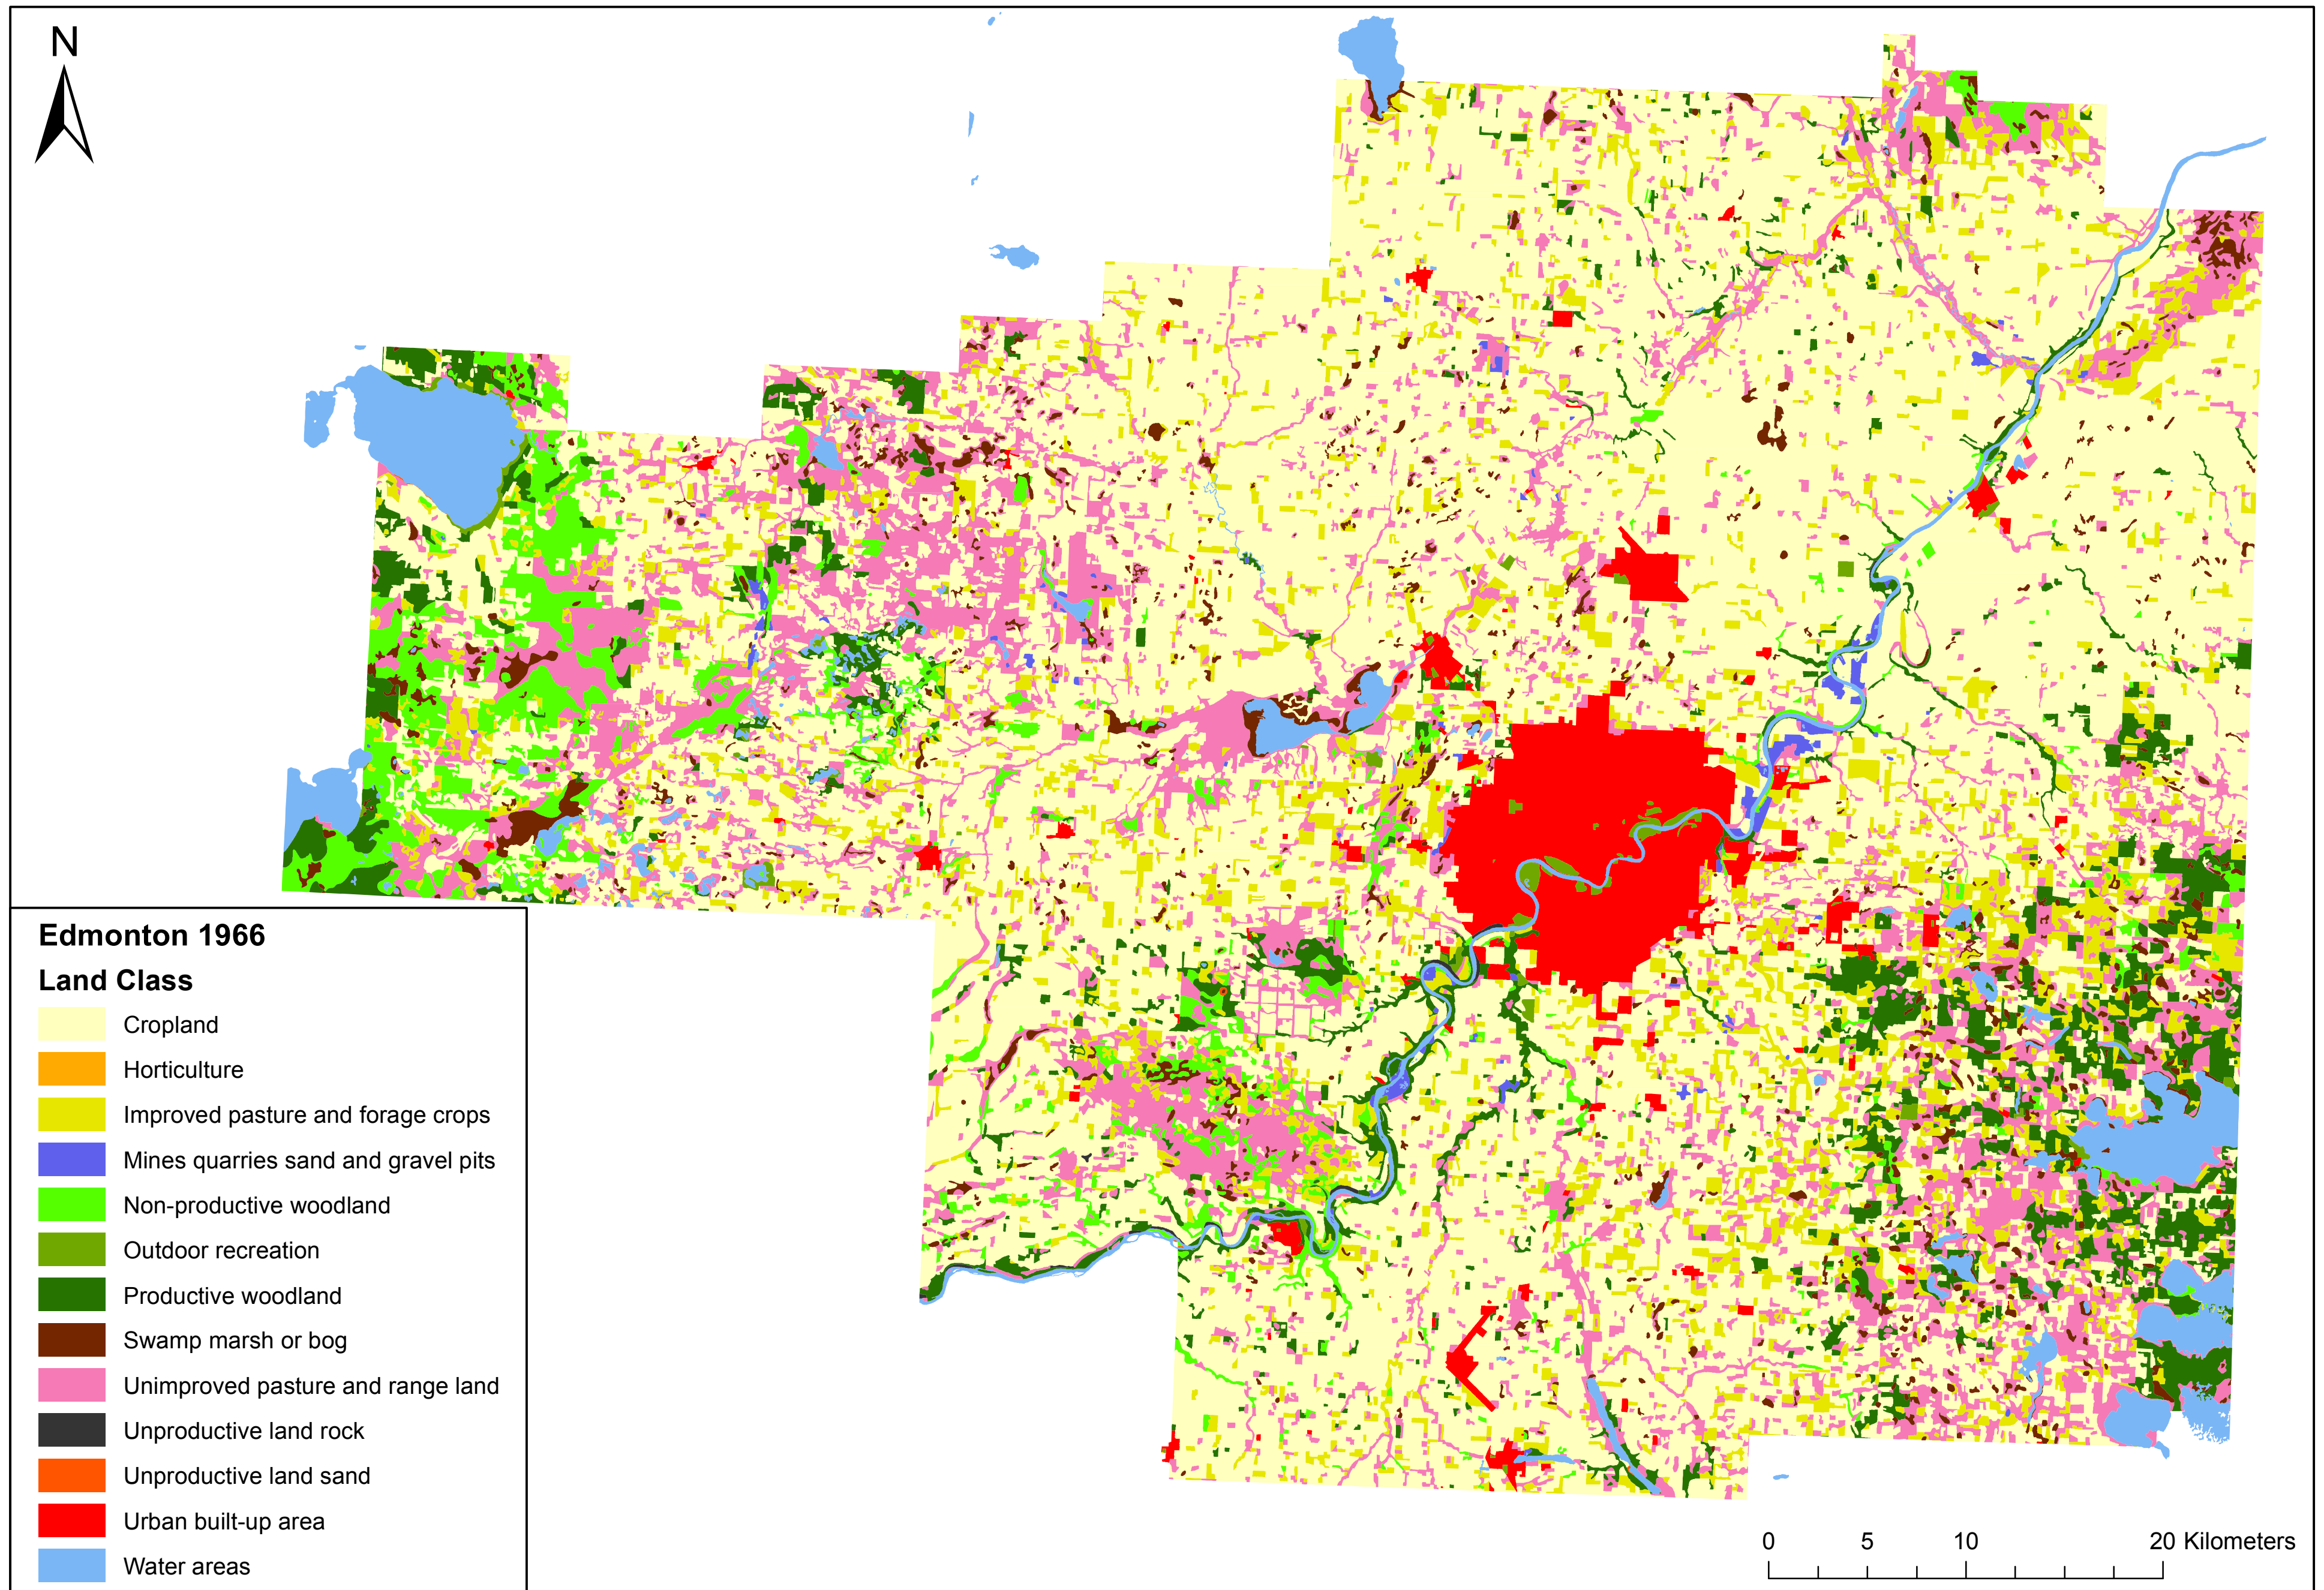 N
Edmonton 1966
Land Class
Cropland
Horticulture
Improved pasture and forage crops
Mines quarries sand and gravel pits
Non-productive woodland
Outdoor recreation
Productive woodland
Swamp marsh or bog
Unimproved pasture and range land
Unproductive land rock
Unproductive land sand
Urban built-up area
Water areas
0 5 10 20 Kilometers